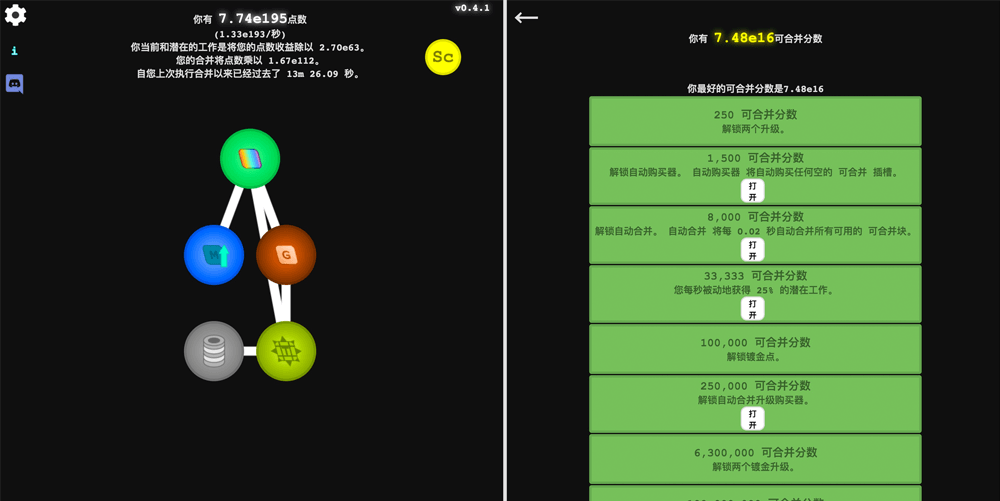 v0.4.1
你有 7.74e195点数
(1.33e193/秒)
你当前和潜在的工作是将您的点数收益除以 2.70e63。
您的合并将点数乘以 1.67e112。
自您上次执行合并以来已经过去了 13m 26.09 秒。
i
Sc
G
你有 7.48e16可合并分数
你最好的可合并分数是7.48e16
250 可合并分数
解锁两个升级。
1,500 可合并分数
解锁自动购买器。 自动购买器 将自动购买任何空的 可合并 插槽。
打
开
8,000 可合并分数
解锁自动合并。 自动合并 将每 0.02 秒自动合并所有可用的 可合并块。
打
开
33,333 可合并分数
您每秒被动地获得 25% 的潜在工作。
打
开
100,000 可合并分数
解锁镀金点。
250,000 可合并分数
解锁自动合并升级购买器。
打
开
6,300,000 可合并分数
解锁两个镀金升级。